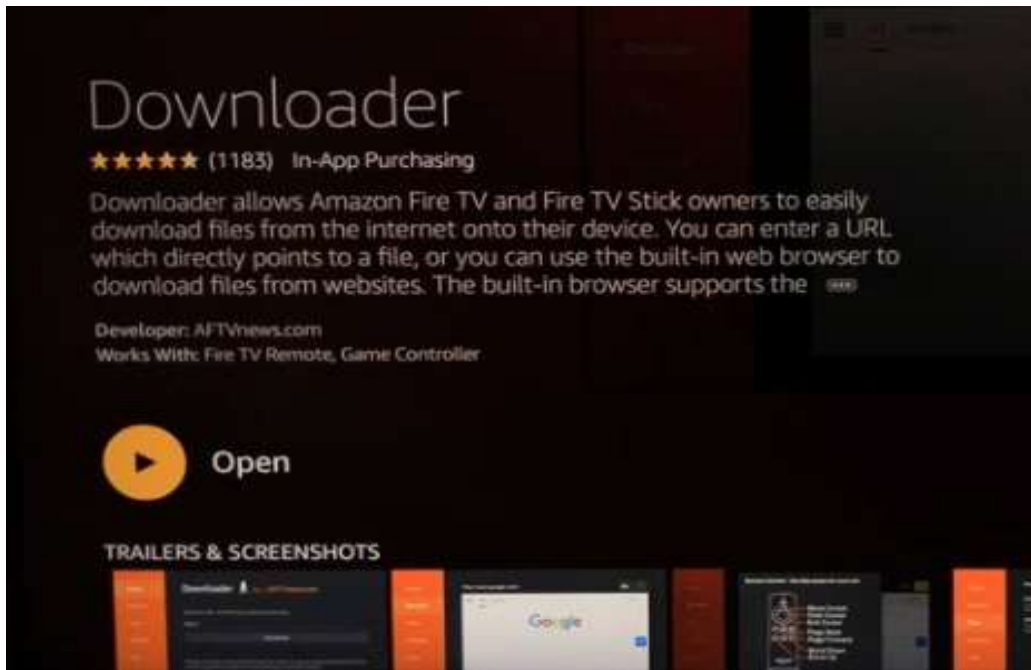 Downloader
(1183) In-App Purchasing
Downloader allows Amazon Fire TV and Fire TV Stick owners to easily
download files from the internet onto their device. You can enter a URL
which directly points to a file, or you can use the built-in web browser to
download files from websites. The built-in browser supports the
Developer: AFTVnews.com
Works With: Fire TV Remote, Game Controller
Open
TRAILERS & SCREENSHOTS
Downloader
Google